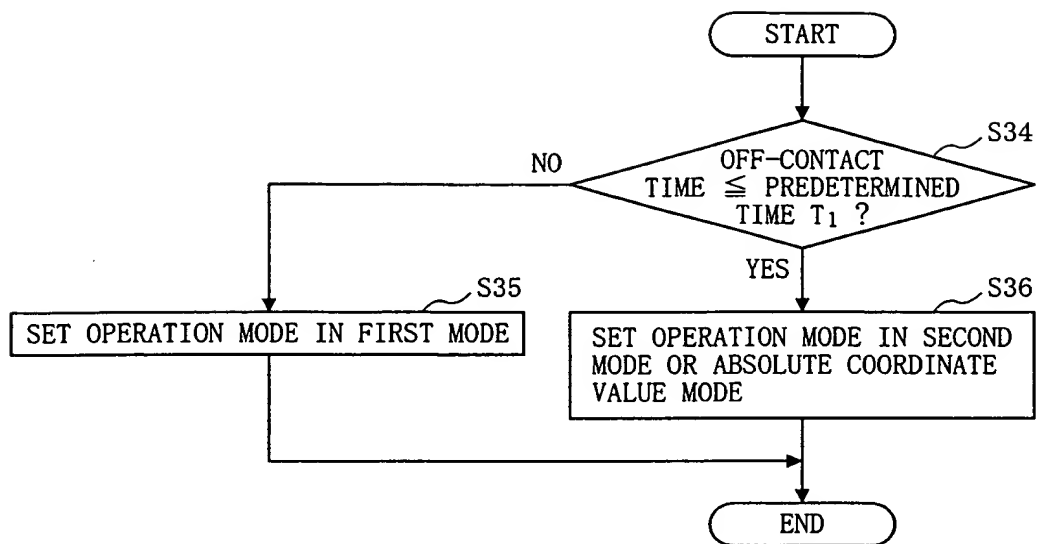 START
S34
OFF-CONTACT
TIME ≦ PREDETERMINED
TIME T₁ ?
NO
YES
S35
SET OPERATION MODE IN FIRST MODE
S36
SET OPERATION MODE IN SECOND
MODE OR ABSOLUTE COORDINATE
VALUE MODE
END